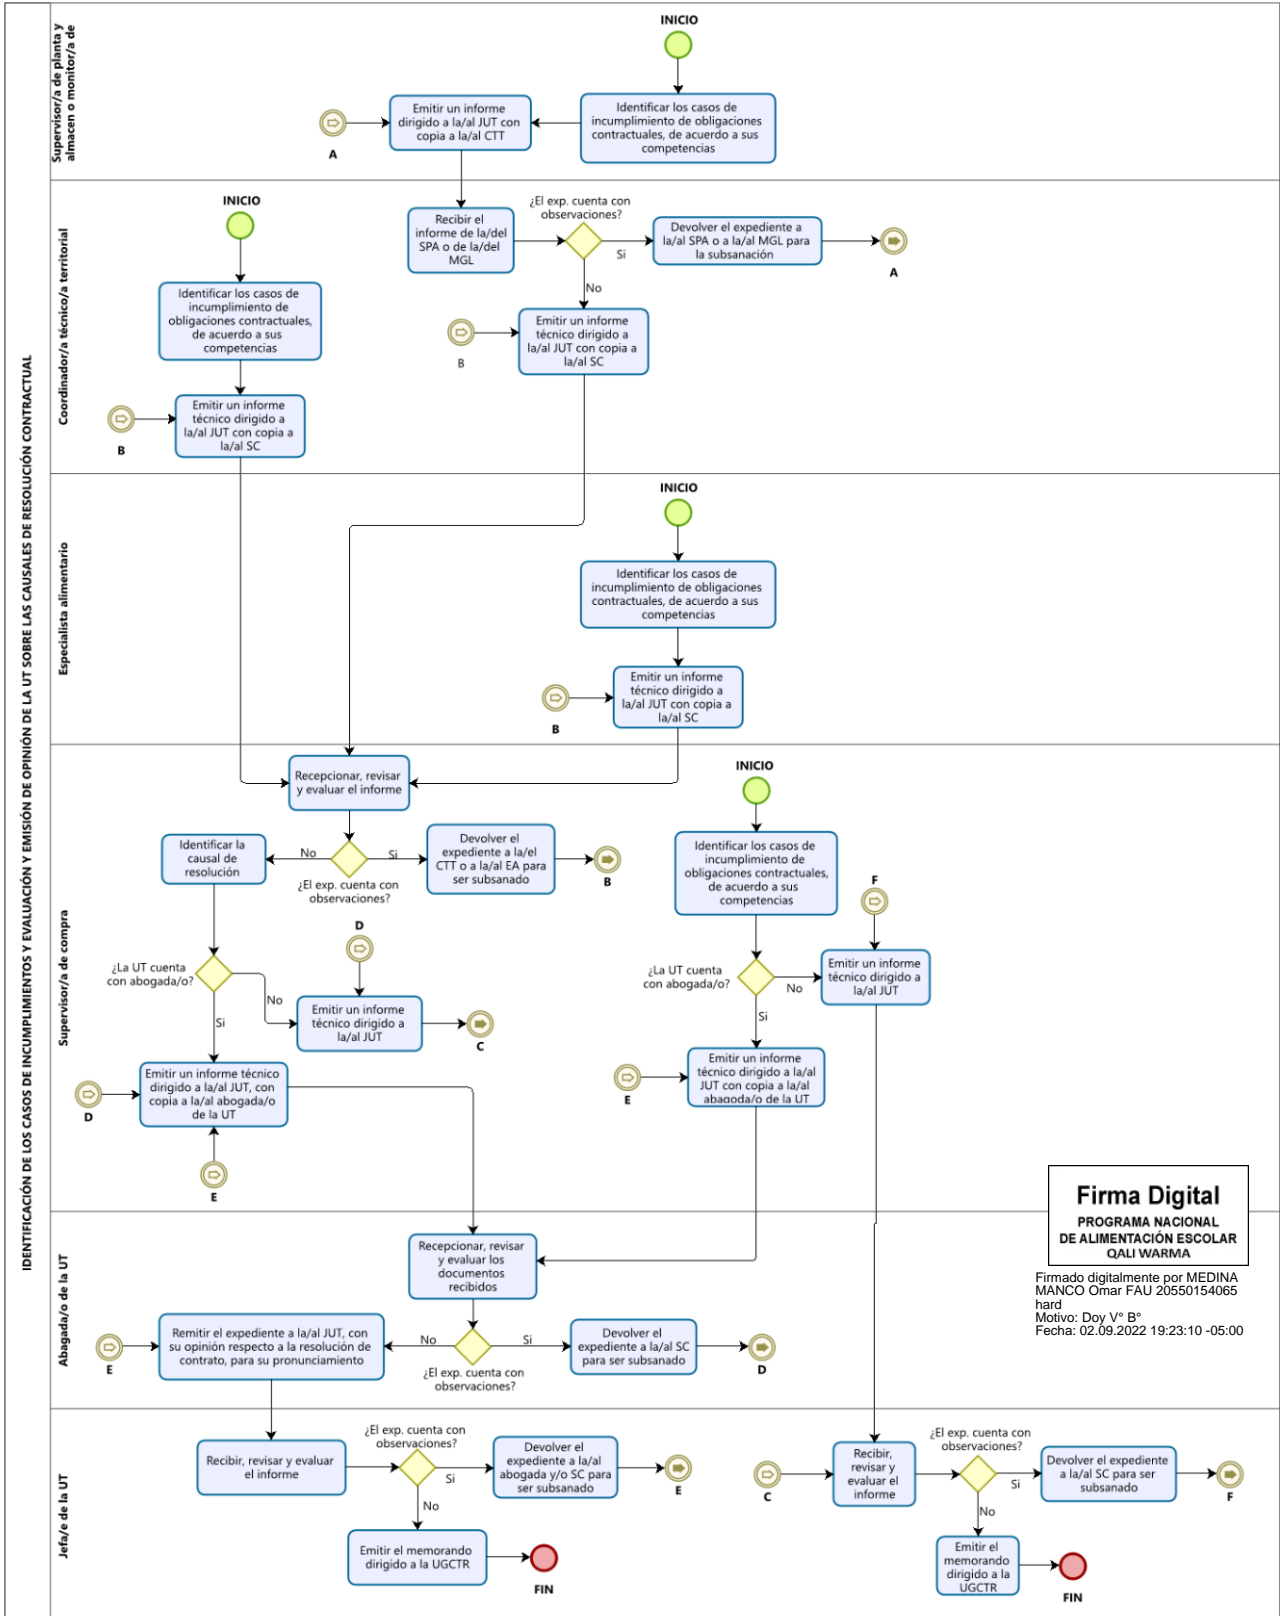 IDENTIFICACIÓN DE LOS CASOS DE INCUMPLIMIENTOS Y EVALUACIÓN Y EMISIÓN DE OPINIÓN DE LA UT SOBRE LAS CAUSALES DE RESOLUCIÓN CONTRACTUAL
Supervisor/a de planta y
almacen o monitor/a de
INICIO
Identificar los casos de
incumplimiento de obligaciones
contractuales, de acuerdo a sus
competencias
Emitir un informe
dirigido a la/al JUT con
copia a la/al CTT
A
Coordinador/a técnico/a territorial
INICIO
Identificar los casos de
incumplimiento de
obligaciones contractuales,
de acuerdo a sus
competencias
Emitir un informe
técnico dirigido a
la/al JUT con copia a
la/al SC
B
Recibir el
informe de la/del
SPA o de la/del
MGL
¿El exp. cuenta con
observaciones?
Si
Devolver el expediente a
la/al SPA o a la/al MGL para
la subsanación
A
No
Emitir un informe
técnico dirigido a
la/al JUT con copia a
la/al SC
B
Especialista alimentario
INICIO
Identificar los casos de
incumplimiento de obligaciones
contractuales, de acuerdo a sus
competencias
Emitir un informe
técnico dirigido a
la/al JUT con copia a
la/al SC
B
Supervisor/a de compra
Recepcionar, revisar
y evaluar el informe
¿El exp. cuenta con
observaciones?
Si
Devolver el
expediente a la/el
CTT o a la/al EA para
ser subsanado
B
No
Identificar la
causal de
resolución
¿La UT cuenta
con abogada/o?
No
D
Emitir un informe
técnico dirigido a
la/al JUT
C
Si
Emitir un informe técnico
dirigido a la/al JUT, con
copia a la/al abogada/o
de la UT
D
E
INICIO
Identificar los casos de
incumplimiento de
obligaciones contractuales,
de acuerdo a sus
competencias
¿La UT cuenta
con abogada/o?
No
F
Emitir un informe
técnico dirigido a
la/al JUT
Si
Emitir un informe
técnico dirigido a la/al
JUT con copia a la/al
abagoda/o de la UT
E
Abagada/o de la UT
Recepcionar, revisar
y evaluar los
documentos
recibidos
¿El exp. cuenta con
observaciones?
Si
Devolver el
expediente a la/al SC
para ser subsanado
D
No
Remitir el expediente a la/al JUT, con
su opinión respecto a la resolución de
contrato, para su pronunciamiento
E
Firma Digital
PROGRAMA NACIONAL
DE ALIMENTACIÓN ESCOLAR
QALI WARMA
Firmado digitalmente por MEDINA
MANCO Omar FAU 20550154065
hard
Motivo: Doy V° B°
Fecha: 02.09.2022 19:23:10 -05:00
Jefa/e de la UT
Recibir, revisar y evaluar
el informe
¿El exp. cuenta con
observaciones?
Si
Devolver el
expediente a la/al
abogada y/o SC para
ser subsanado
E
No
Emitir el memorando
dirigido a la UGCTR
FIN
C
Recibir,
revisar y
evaluar el
informe
¿El exp. cuenta con
observaciones?
Si
Devolver el expediente
a la/al SC para ser
subsanado
F
No
Emitir el
memorando
dirigido a la
UGCTR
FIN